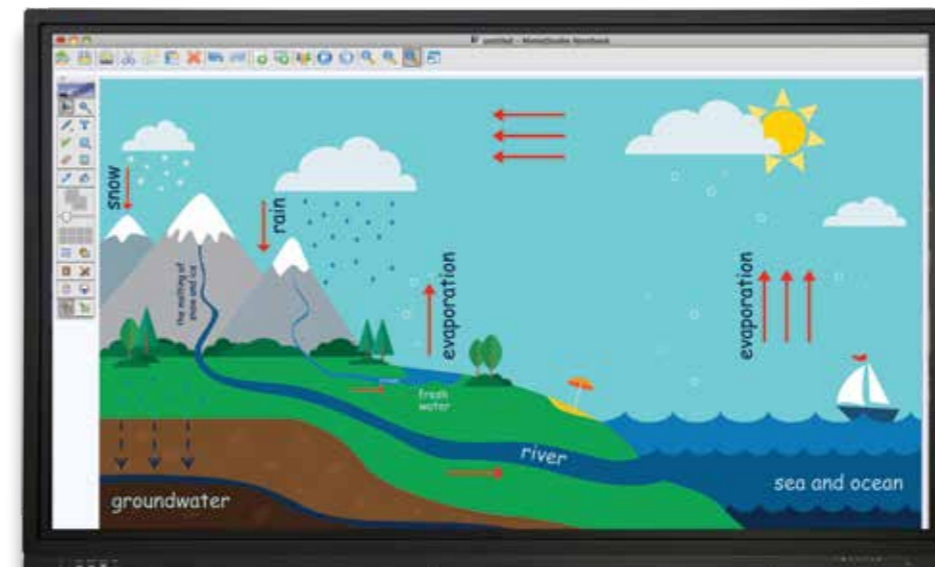 snow
rain
the melting of
snow and ice
evaporation
evaporation
fresh
water
river
sea and ocean
groundwater